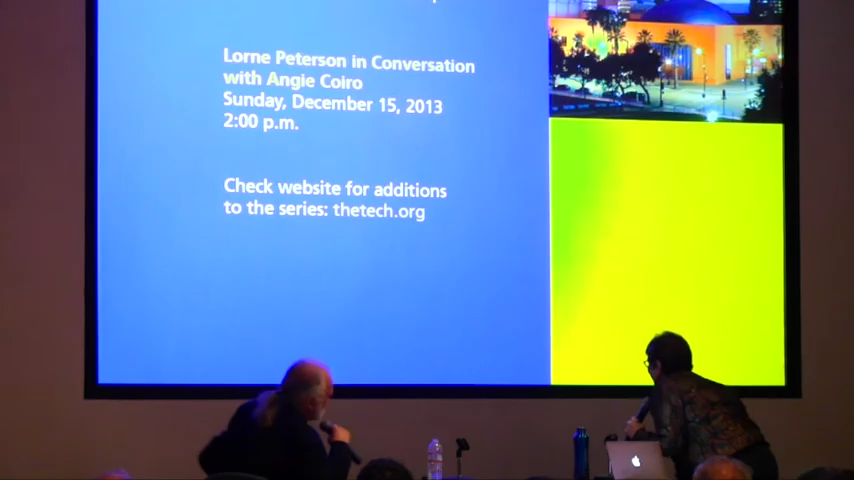 Lorne Peterson in Conversation
with Angie Coiro
Sunday, December 15, 2013
2:00 p.m.
Check website for additions
to the series: thetech.org